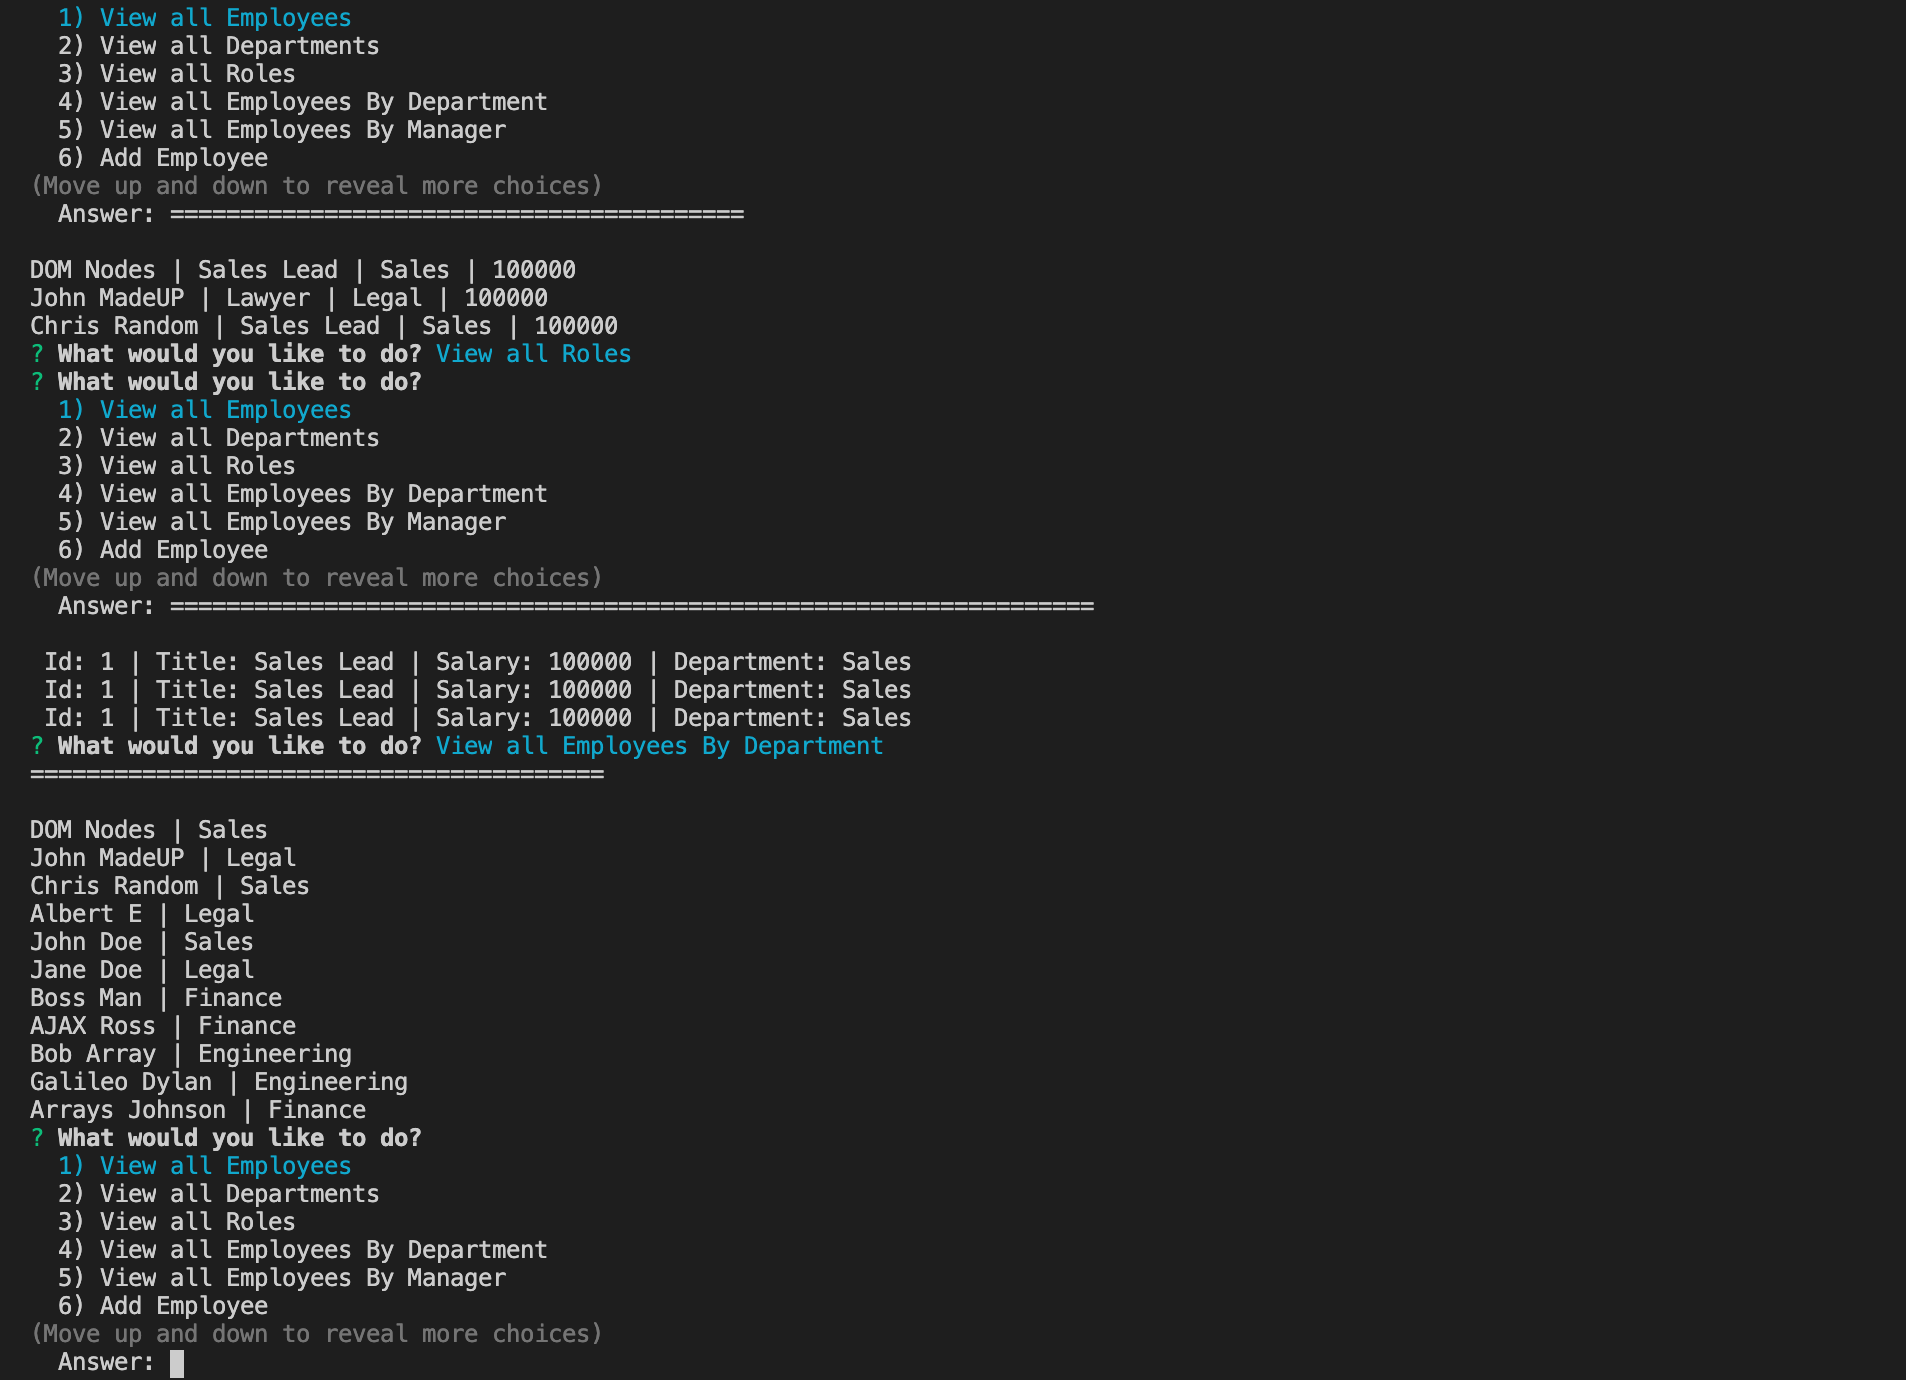 1) View all Employees
2) View all Departments
3) View all Roles
4) View all Employees By Department
5) View all Employees By Manager
6) Add Employee
(Move up and down to reveal more choices)
Answer: =========================================
DOM Nodes | Sales Lead | Sales | 100000
John MadeUP | Lawyer | Legal | 100000
Chris Random | Sales Lead | Sales | 100000
? What would you like to do? View all Roles
? What would you like to do?
1) View all Employees
2) View all Departments
3) View all Roles
4) View all Employees By Department
5) View all Employees By Manager
6) Add Employee
(Move up and down to reveal more choices)
Answer: ==================================================================
Id: 1 | Title: Sales Lead | Salary: 100000 | Department: Sales
Id: 1 | Title: Sales Lead | Salary: 100000 | Department: Sales
Id: 1 | Title: Sales Lead | Salary: 100000 | Department: Sales
? What would you like to do? View all Employees By Department
=========================================
DOM Nodes | Sales
John MadeUP | Legal
Chris Random | Sales
Albert E | Legal
John Doe | Sales
Jane Doe | Legal
Boss Man | Finance
AJAX Ross | Finance
Bob Array | Engineering
Galileo Dylan | Engineering
Arrays Johnson | Finance
? What would you like to do?
1) View all Employees
2) View all Departments
3) View all Roles
4) View all Employees By Department
5) View all Employees By Manager
6) Add Employee
(Move up and down to reveal more choices)
Answer: